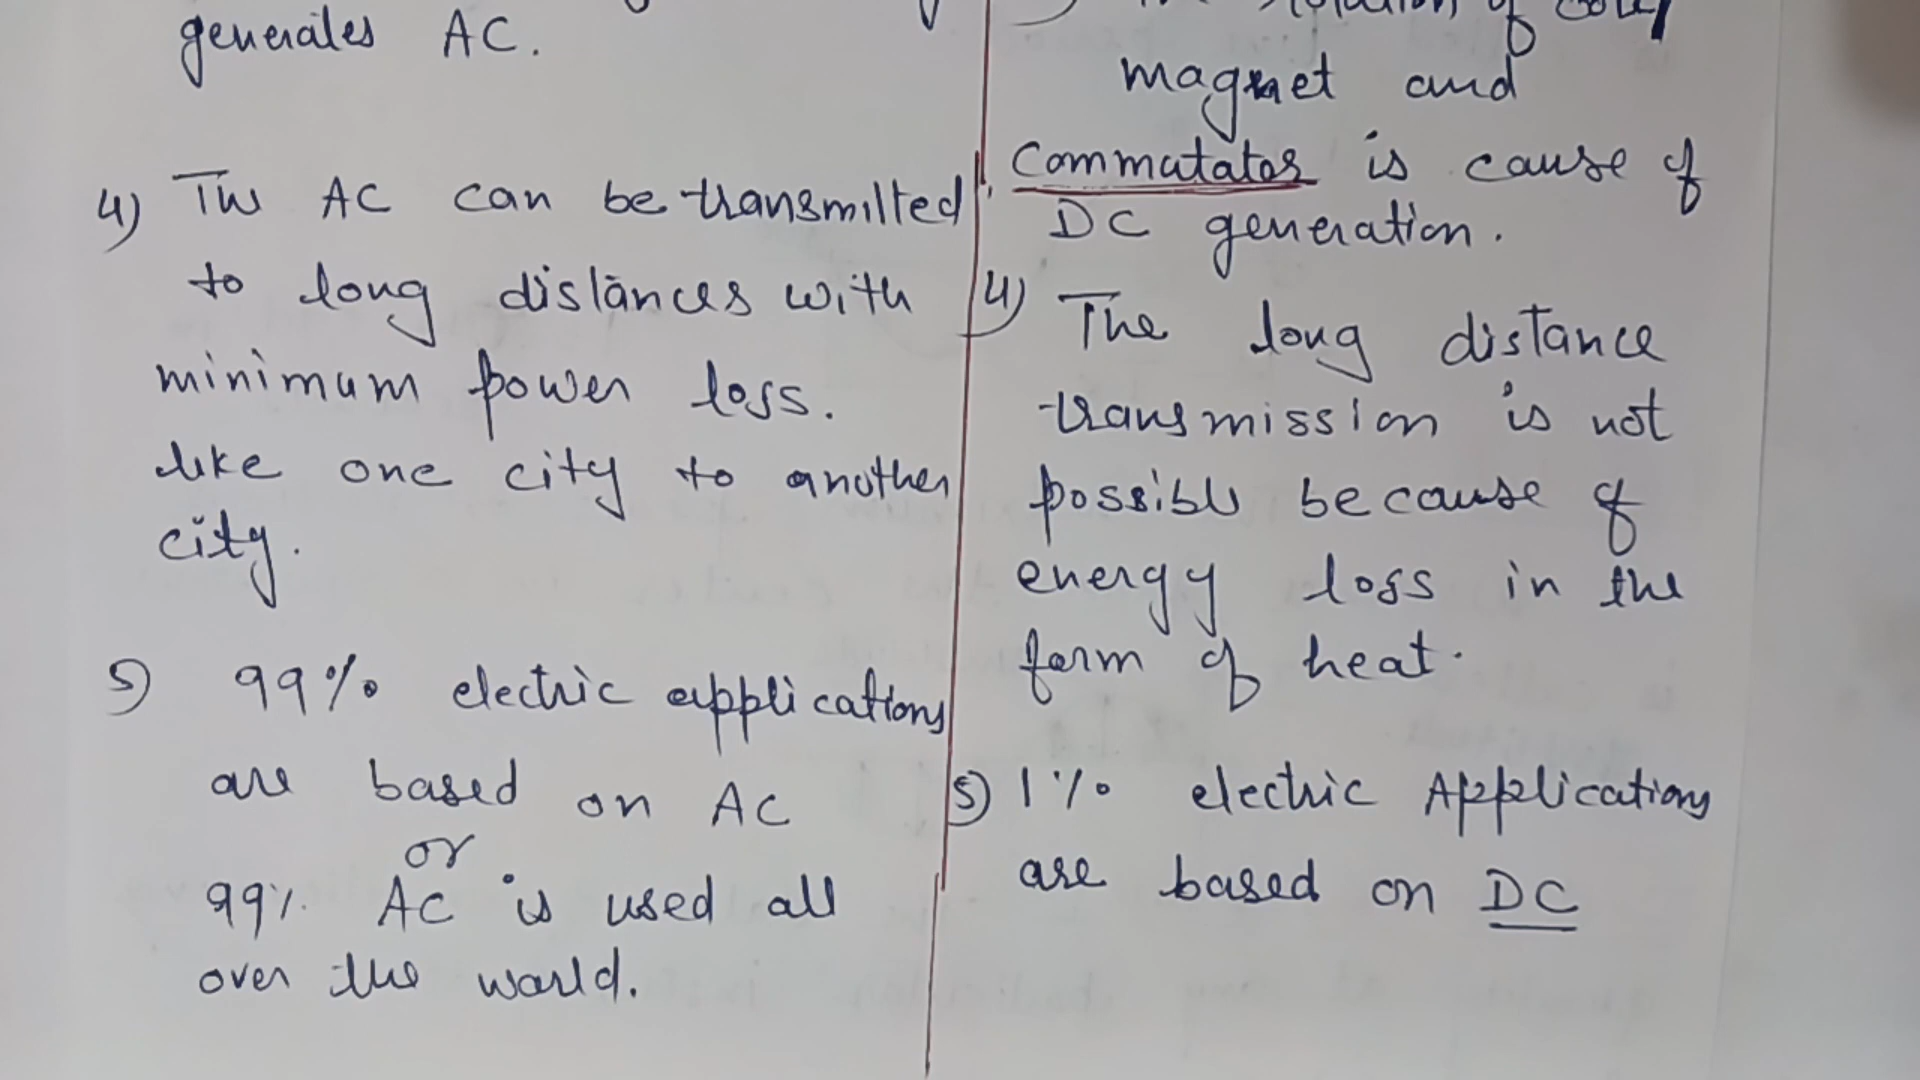 generates AC.
4) The AC can be transmitted
to long distances with
minimum power loss.
like one city to another
city.
5) 99% electric applications
are based on AC
or
99% AC is used all
over the world.
rotation of coil/
magnet and
Commutator is cause of
DC generation.
4) The long distance
transmission is not
possible because of
energy loss in the
form of heat.
5) 1% electric Applications
are based on DC